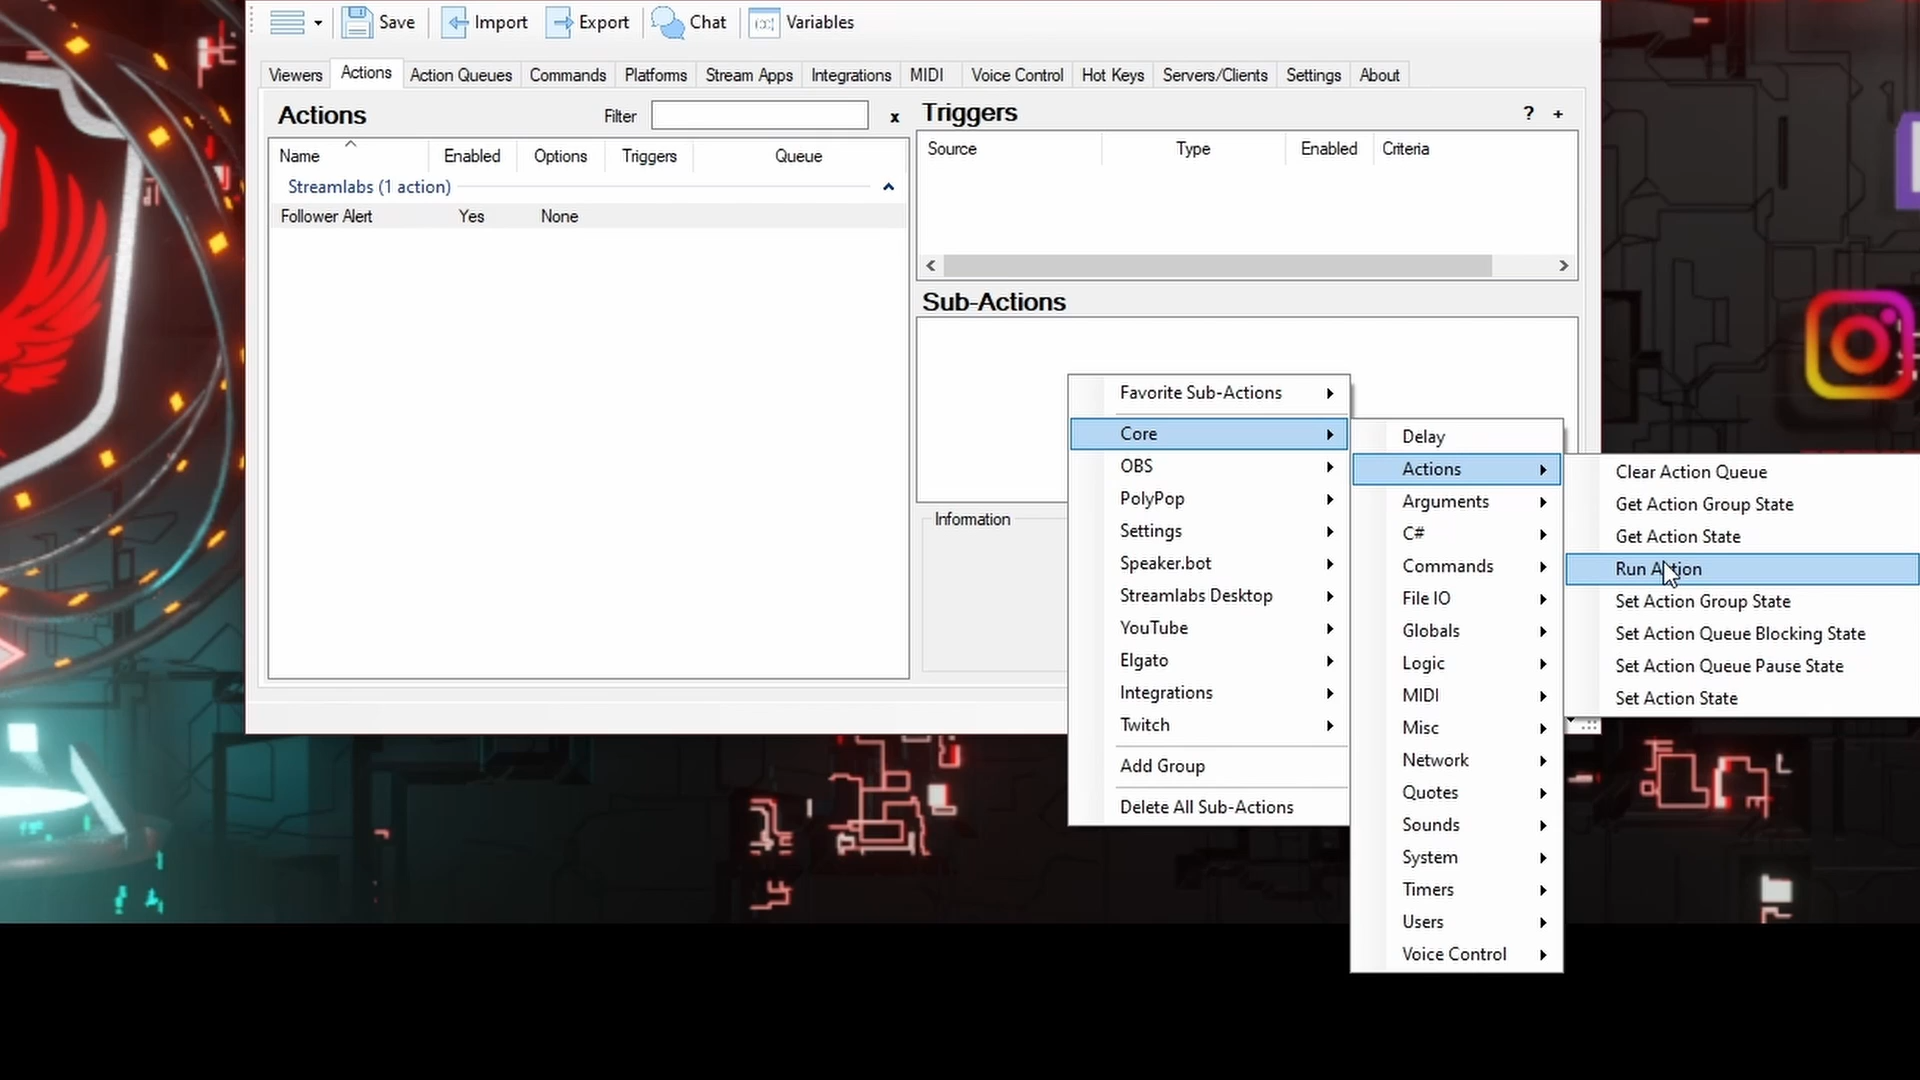 Save
Import
Export
Chat
Variables
Viewers
Actions
Action Queues
Commands
Platforms
Stream Apps
Integrations
MIDI
Voice Control
Hot Keys
Servers/Clients
Settings
About
Actions
Filter
x
Name
Enabled
Options
Triggers
Queue
Streamlabs (1 action)
Follower Alert Yes None
Triggers
? +
Source
Type
Enabled
Criteria
Sub-Actions
Information
Favorite Sub-Actions
Core
OBS
PolyPop
Settings
Speaker.bot
Streamlabs Desktop
YouTube
Elgato
Integrations
Twitch
Add Group
Delete All Sub-Actions
Delay
Actions
Arguments
C#
Commands
File IO
Globals
Logic
MIDI
Misc
Network
Quotes
Sounds
System
Timers
Users
Voice Control
Clear Action Queue
Get Action Group State
Get Action State
Run Action
Set Action Group State
Set Action Queue Blocking State
Set Action Queue Pause State
Set Action State